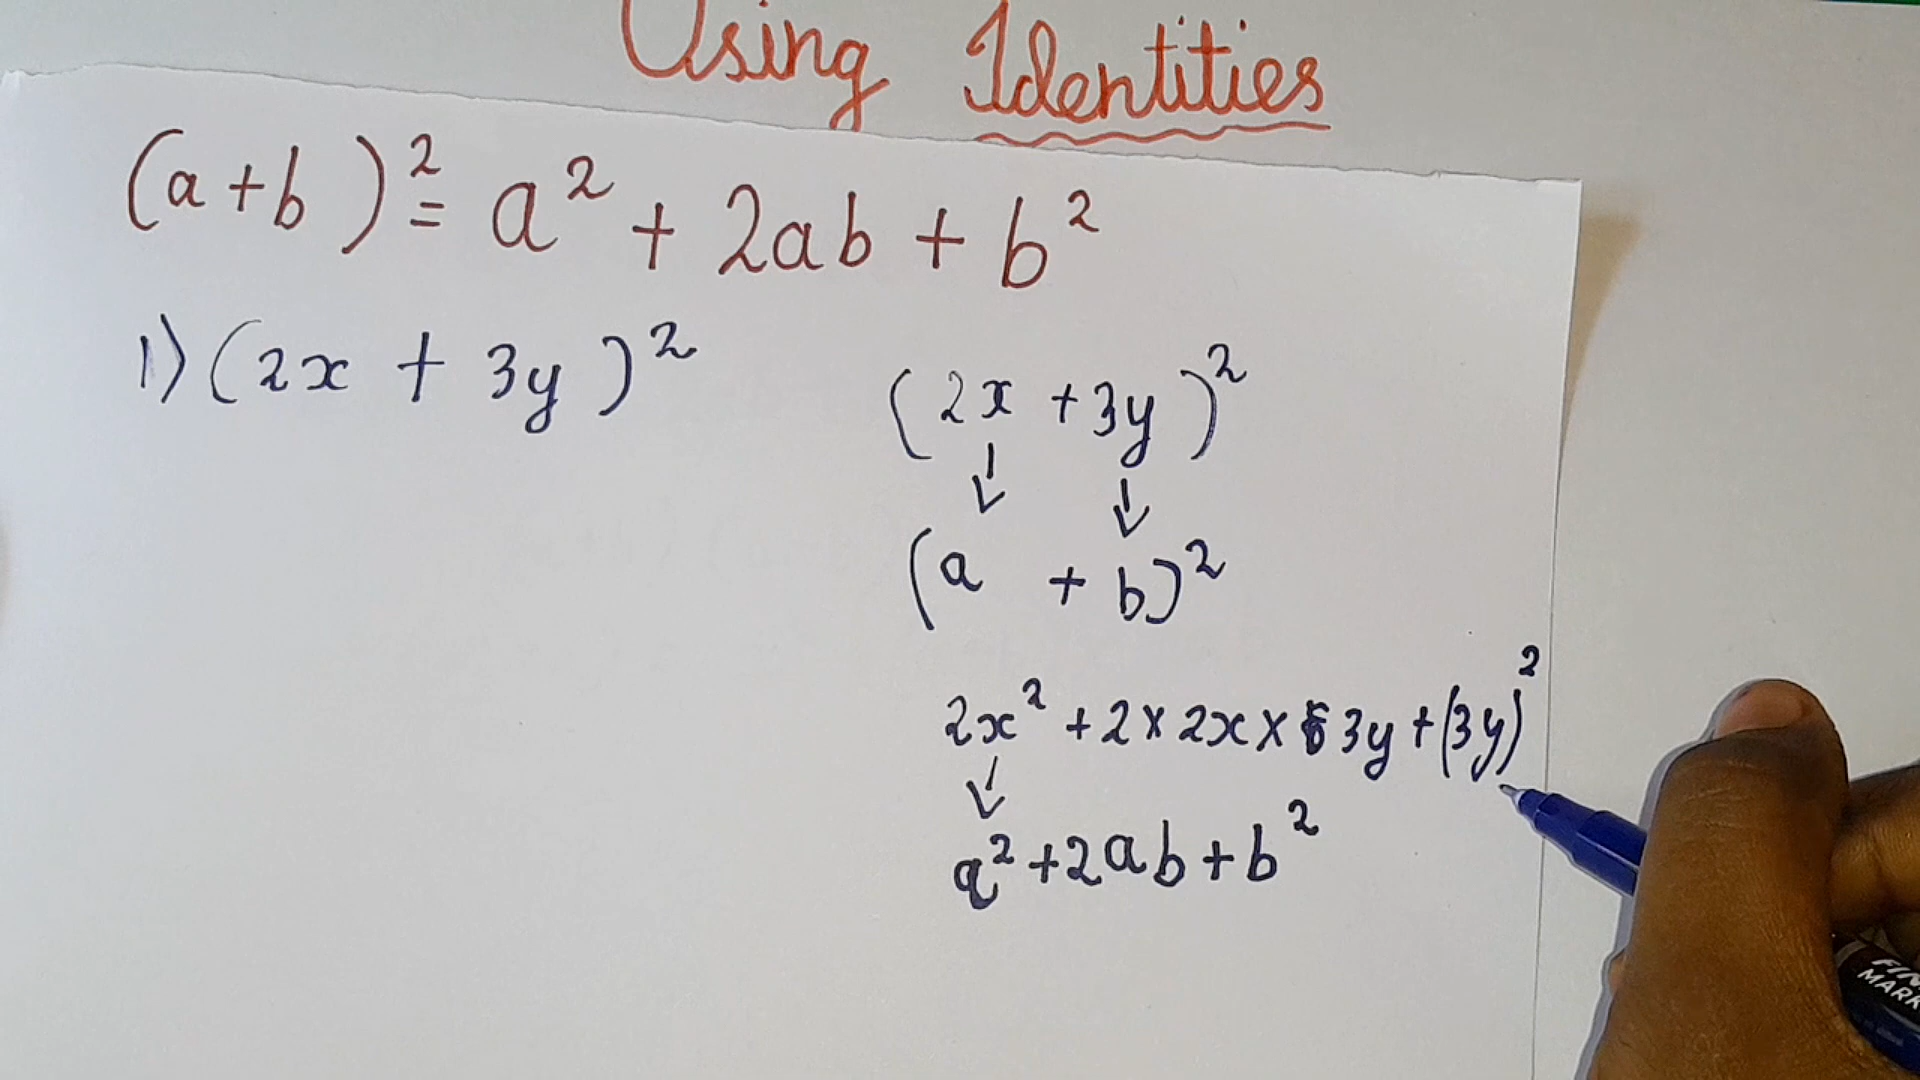 Using Identities
(a+b)² = a² + 2ab + b²
1) (2x + 3y)²
(2x + 3y)²
↓ ↓
(a + b)²
2x² + 2 × 2x × 3y + (3y)²
↓
a² + 2ab + b²